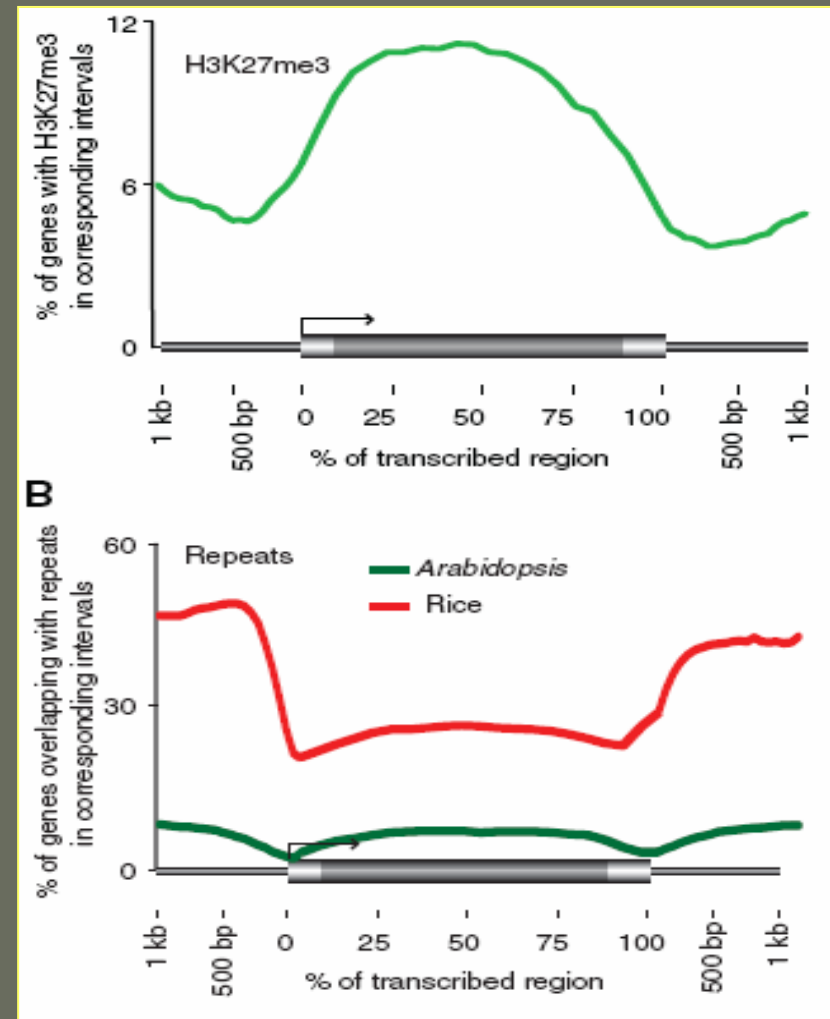 12
H3K27me3
% of genes with H3K27me3
in corresponding intervals
6
0
1 kb
500 bp
0
25
50
75
100
500 bp
1 kb
% of transcribed region
B
60
Repeats
Arabidopsis
Rice
% of genes overlapping with repeats
in corresponding intervals
30
0
1 kb
500 bp
0
25
50
75
100
500 bp
1 kb
% of transcribed region